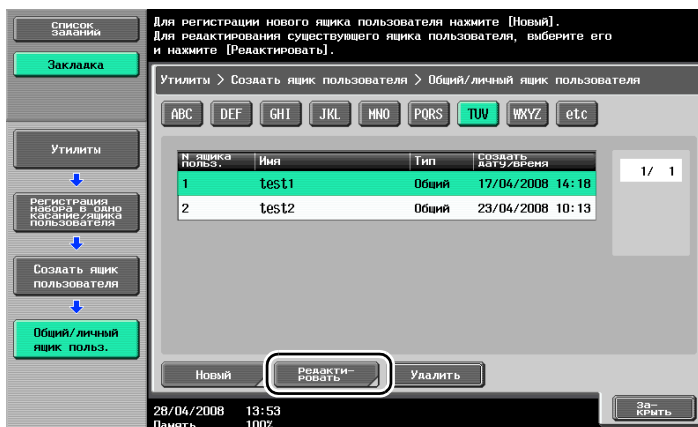 Список
заданий
Закладка
Утилиты
Регистрация
набора в одно
касание/ящика
пользователя
Создать ящик
пользователя
Общий/личный
ящик польз.
Для регистрации нового ящика пользователя нажмите [Новый].
Для редактирования существующего ящика пользователя, выберите его
и нажмите [Редактировать].
Утилиты > Создать ящик пользователя > Общий/личный ящик пользователя
ABC DEF GHI JKL MNO PQRS TUV WXYZ etc
N ящика
польз. Имя Тип Создать
дату/время
1 test1 Общий 17/04/2008 14:18
2 test2 Общий 23/04/2008 10:13
1/ 1
Новый Редакти-
ровать Удалить
28/04/2008 13:53
Память 100%
За-
крыть